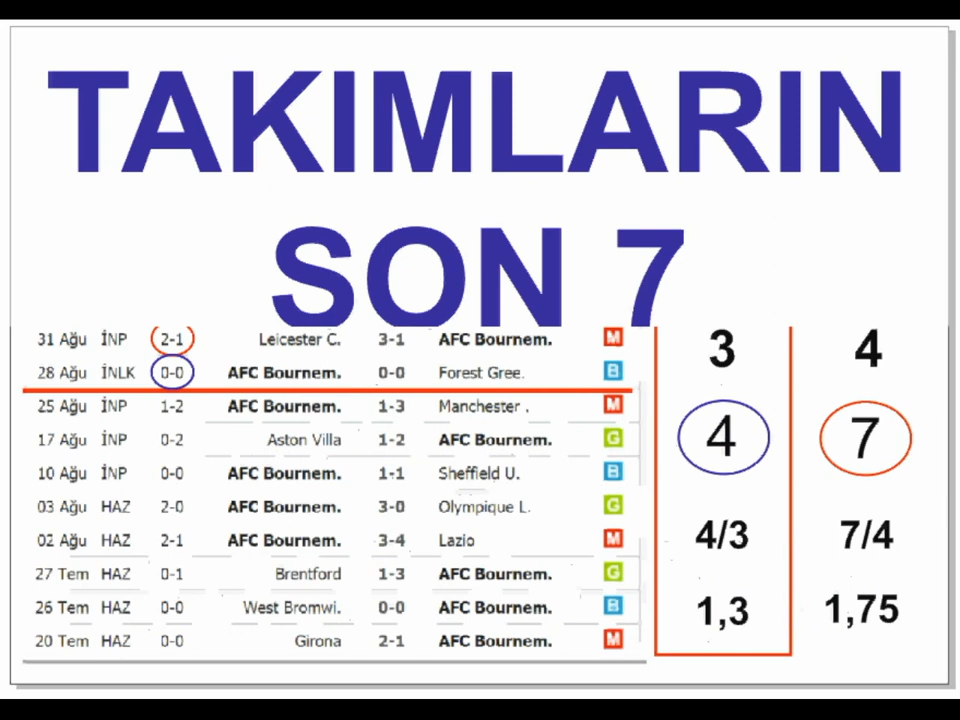 TAKIMLARIN
SON 7
31 Ağu İNP 2-1 Leicester C. 3-1 AFC Bournem. M
28 Ağu İNLK 0-0 AFC Bournem. 0-0 Forest Gree. B
25 Ağu İNP 1-2 AFC Bournem. 1-3 Manchester . M
17 Ağu İNP 0-2 Aston Villa 1-2 AFC Bournem. G
10 Ağu İNP 0-0 AFC Bournem. 1-1 Sheffield U. B
03 Ağu HAZ 2-0 AFC Bournem. 3-0 Olympique L. G
02 Ağu HAZ 2-1 AFC Bournem. 3-4 Lazio M
27 Tem HAZ 0-1 Brentford 1-3 AFC Bournem. G
26 Tem HAZ 0-0 West Bromwi. 0-0 AFC Bournem. B
20 Tem HAZ 0-0 Girona 2-1 AFC Bournem. M
3 4
4 7
4/3 7/4
1,3 1,75